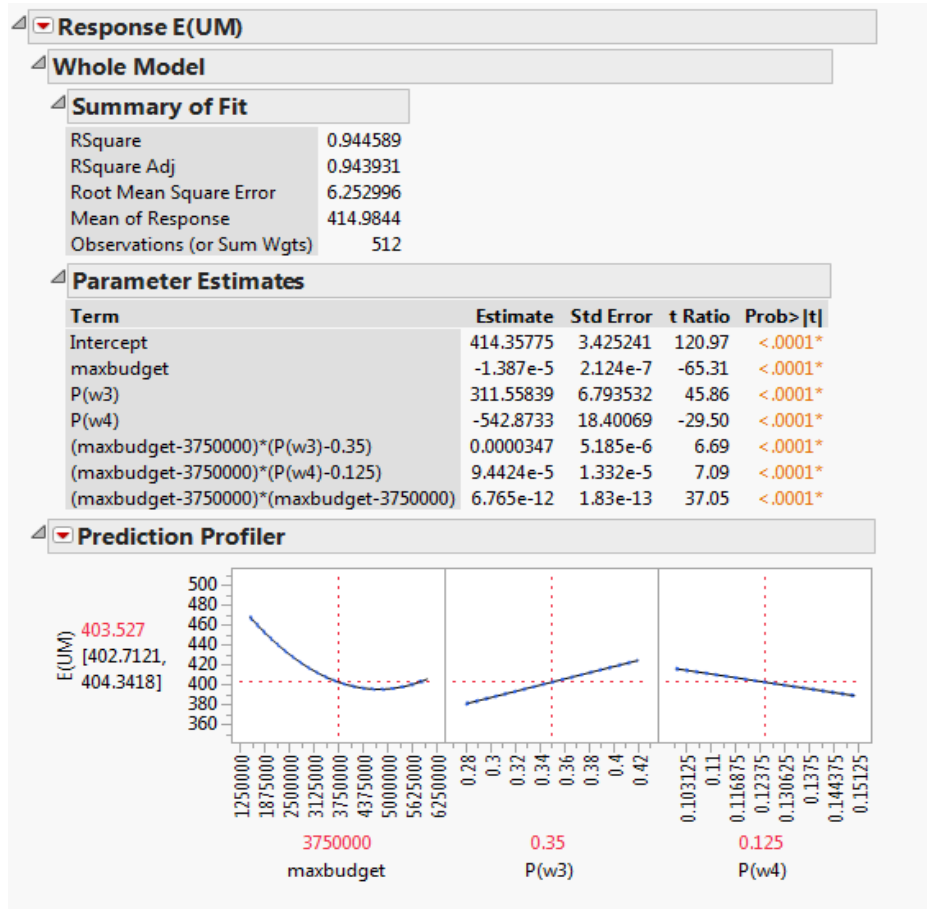 Response E(UM)
Whole Model
Summary of Fit
RSquare 0.944589
RSquare Adj 0.943931
Root Mean Square Error 6.252996
Mean of Response 414.9844
Observations (or Sum Wgts) 512
Parameter Estimates
Term Estimate Std Error t Ratio Prob>|t|
Intercept 414.35775 3.425241 120.97 <.0001*
maxbudget -1.387e-5 2.124e-7 -65.31 <.0001*
P(w3) 311.55839 6.793532 45.86 <.0001*
P(w4) -542.8733 18.40069 -29.50 <.0001*
(maxbudget-3750000)*(P(w3)-0.35) 0.0000347 5.185e-6 6.69 <.0001*
(maxbudget-3750000)*(P(w4)-0.125) 9.4424e-5 1.332e-5 7.09 <.0001*
(maxbudget-3750000)*(maxbudget-3750000) 6.765e-12 1.83e-13 37.05 <.0001*
Prediction Profiler
E(UM)
403.527
[402.7121,
404.3418]
500
480
460
440
420
400
380
360
1250000 1875000 2500000 3125000 3750000 4375000 5000000 5625000 6250000
0.28 0.3 0.32 0.34 0.36 0.38 0.4 0.42
0.103125 0.11 0.116875 0.12375 0.130625 0.1375 0.144375 0.15125
3750000 0.35 0.125
maxbudget P(w3) P(w4)